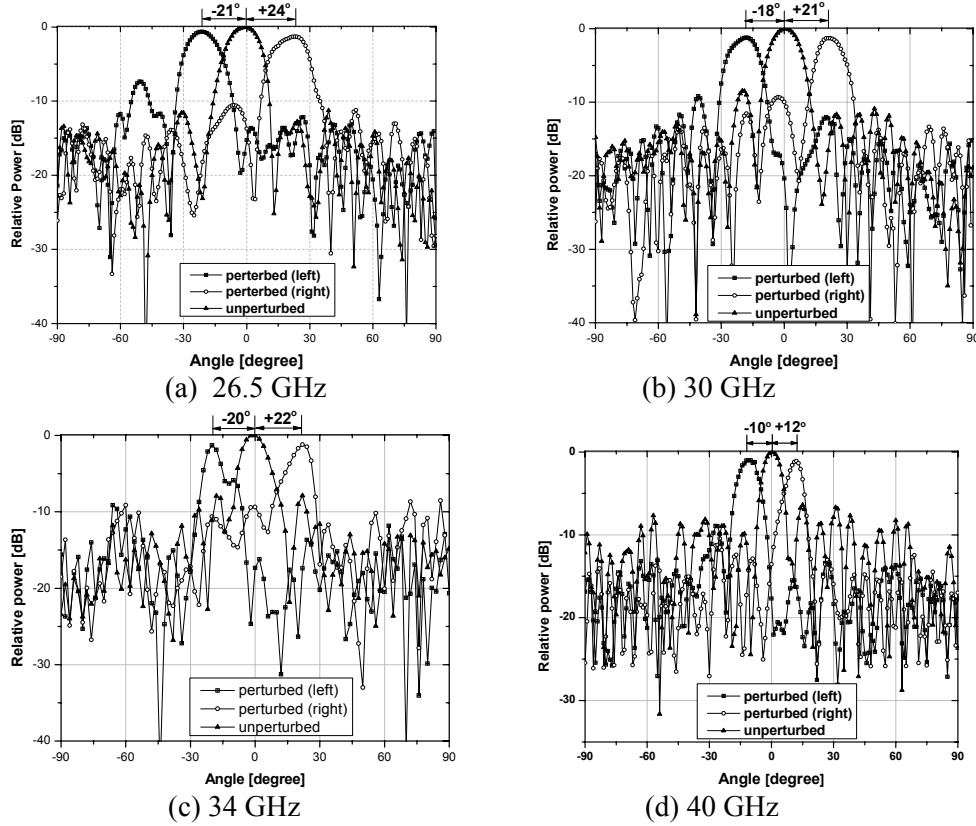 -21° +24°
0
-10
-20
-30
-40
Relative Power [dB]
perterbed (left)
perterbed (right)
unperturbed
-90 -60 -30 0 30 60 90
Angle [degree]
(a) 26.5 GHz
-18° +21°
0
-10
-20
-30
-40
Relative power [dB]
perturbed (left)
perturbed (right)
unperturbed
-90 -60 -30 0 30 60 90
Angle [degree]
(b) 30 GHz
-20° +22°
0
-10
-20
-30
-40
Relative power [dB]
perturbed (left)
perturbed (right)
unperturbed
-90 -60 -30 0 30 60 90
Angle [degree]
(c) 34 GHz
-10° +12°
0
-10
-20
-30
Relative power [dB]
perturbed (left)
perturbed (right)
unperturbed
-90 -60 -30 0 30 60 90
Angle [degree]
(d) 40 GHz